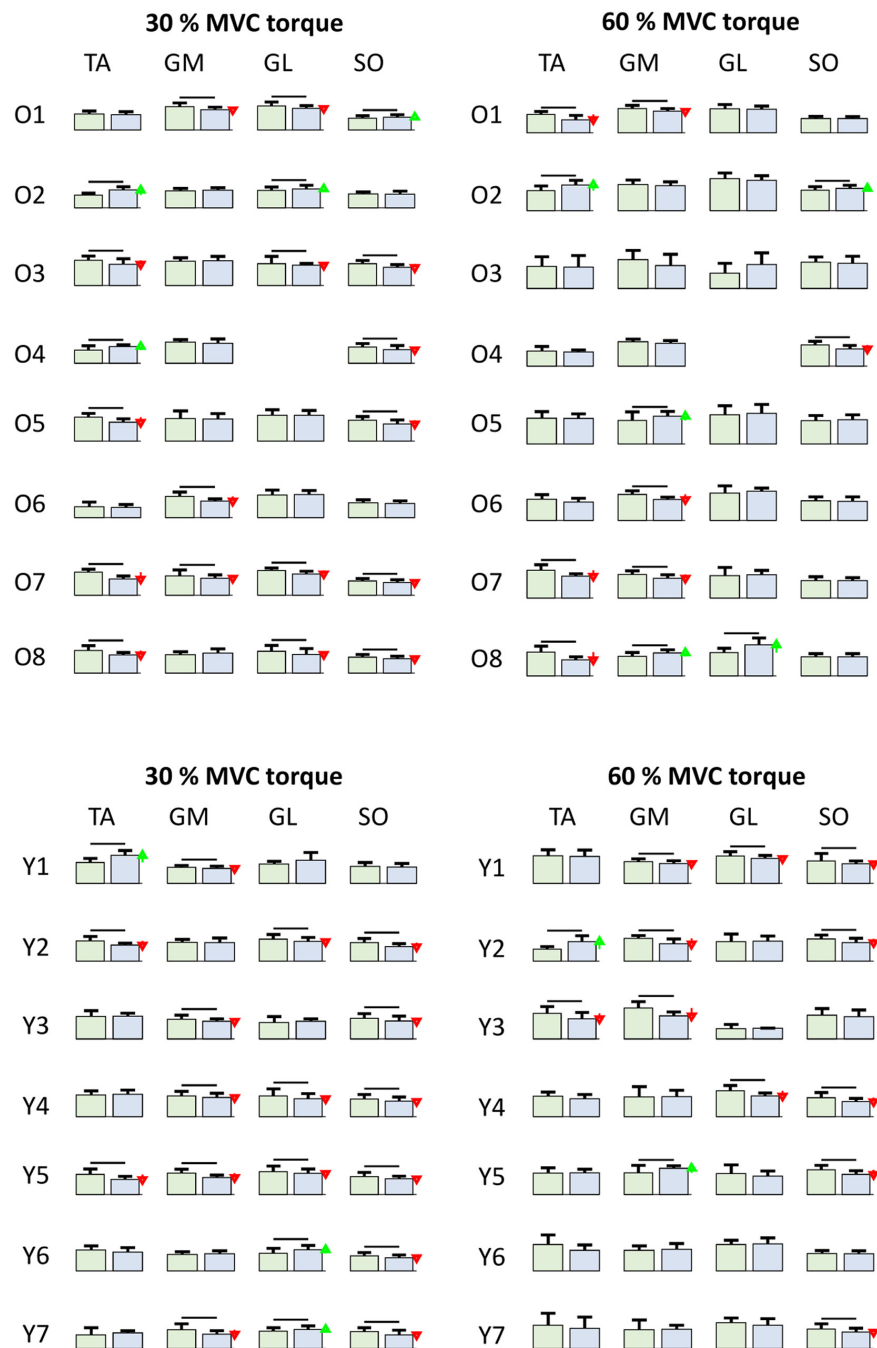 30 % MVC torque 60 % MVC torque
TA GM GL SO TA GM GL SO
O1 O1
O2 O2
O3 O3
O4 O4
O5 O5
O6 O6
O7 O7
O8 O8
30 % MVC torque 60 % MVC torque
TA GM GL SO TA GM GL SO
Y1 Y1
Y2 Y2
Y3 Y3
Y4 Y4
Y5 Y5
Y6 Y6
Y7 Y7